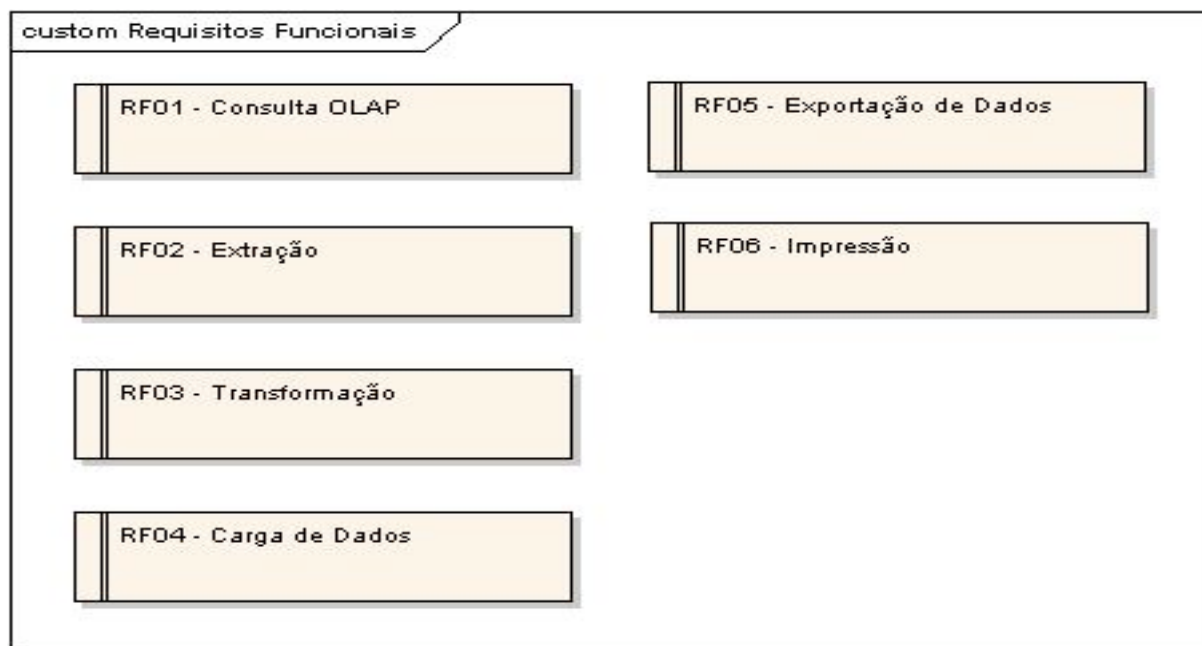 custom Requisitos Funcionais
RF01 - Consulta OLAP
RF02 - Extração
RF03 - Transformação
RF04 - Carga de Dados
RF05 - Exportação de Dados
RF06 - Impressão